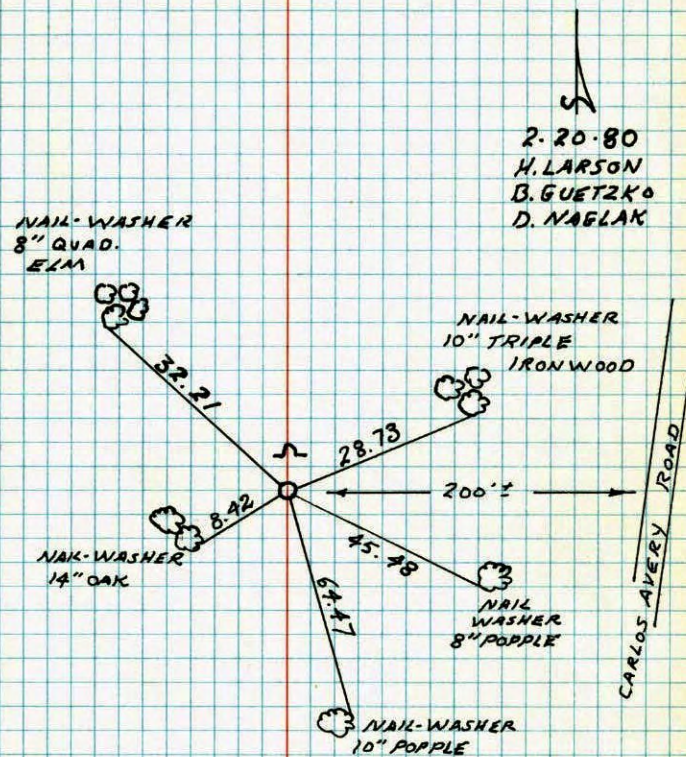 2·20·80
H. LARSON
B. GUETZKO
D. NAGLAK
NAIL-WASHER
8" QUAD.
ELM
NAIL-WASHER
10" TRIPLE
IRONWOOD
32.21
28.73
200'±
8.42
45.48
64.47
NAIL-WASHER
14" OAK
NAIL
WASHER
8" POPPLE
NAIL-WASHER
10" POPPLE
CARLOS AVERY ROAD